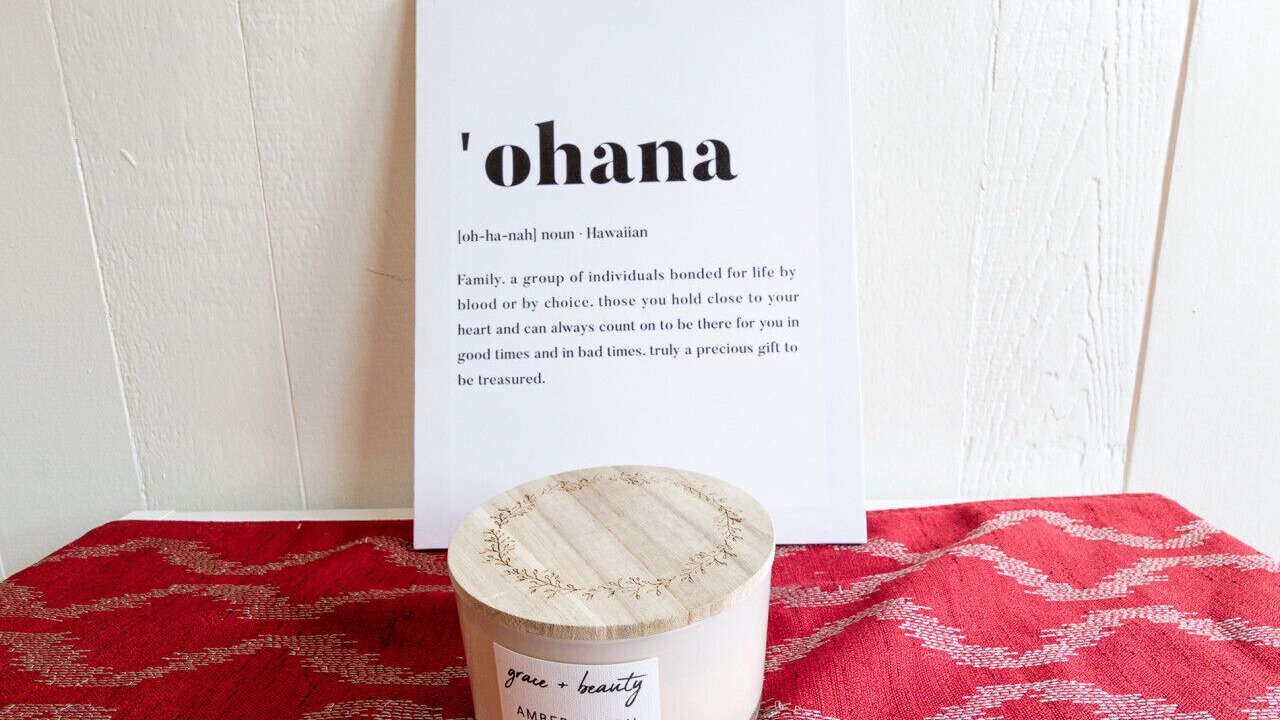 'ohana
[oh-ha-nah] noun · Hawaiian
Family. a group of individuals bonded for life by
blood or by choice. those you hold close to your
heart and can always count on to be there for you in
good times and in bad times. truly a precious gift to
be treasured.
grace + beauty